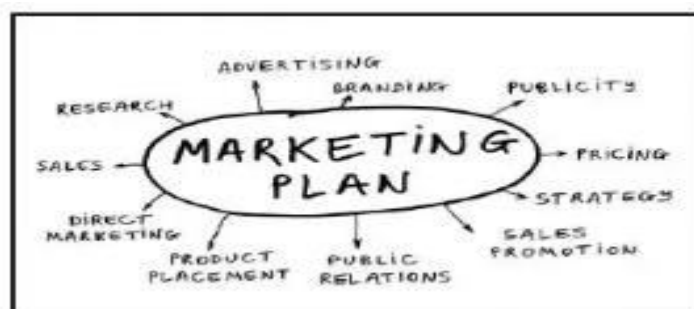 ADVERTISING
BRANDING
PUBLICITY
RESEARCH
MARKETING
PLAN
PRICING
SALES
STRATEGY
DIRECT
MARKETING
SALES
PROMOTION
PRODUCT
PLACEMENT
PUBLIC
RELATIONS